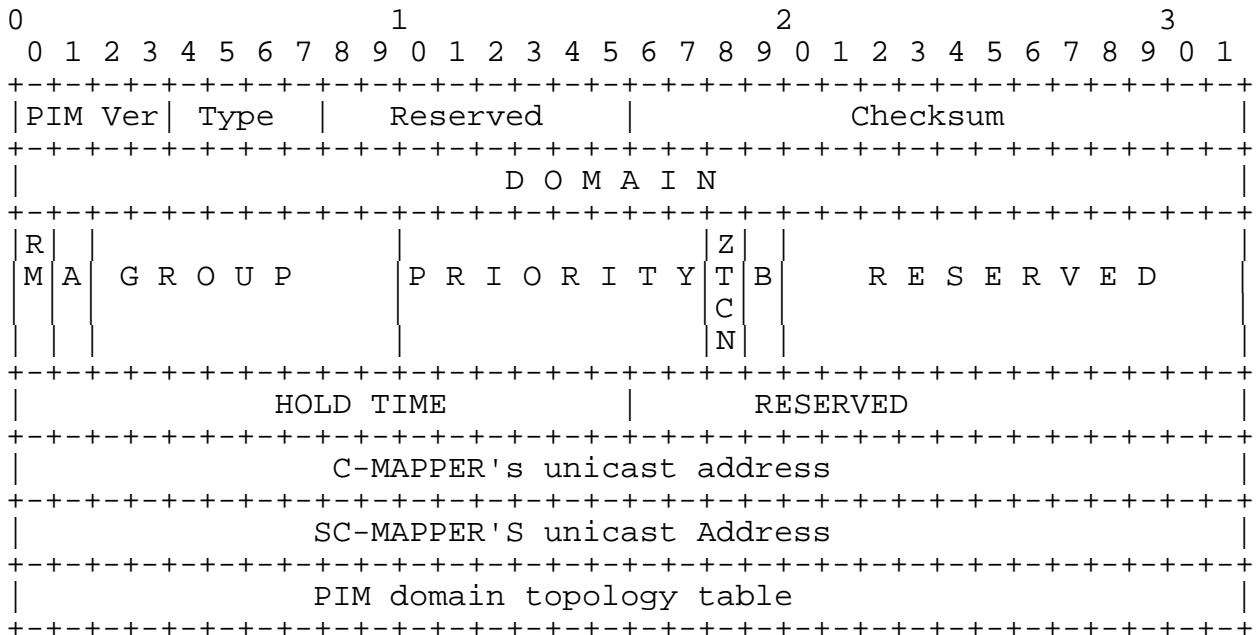 0                   1                   2                   3
 0 1 2 3 4 5 6 7 8 9 0 1 2 3 4 5 6 7 8 9 0 1 2 3 4 5 6 7 8 9 0 1
+-+-+-+-+-+-+-+-+-+-+-+-+-+-+-+-+-+-+-+-+-+-+-+-+-+-+-+-+-+-+-+-+
|PIM Ver| Type  |   Reserved    |           Checksum            |
+-+-+-+-+-+-+-+-+-+-+-+-+-+-+-+-+-+-+-+-+-+-+-+-+-+-+-+-+-+-+-+-+
|                         D O M A I N                           |
+-+-+-+-+-+-+-+-+-+-+-+-+-+-+-+-+-+-+-+-+-+-+-+-+-+-+-+-+-+-+-+-+
|R| |               |               |Z| |                       |
|M|A| G R O U P     |P R I O R I T Y|T|B|    R E S E R V E D    |
| | |               |               |C| |                       |
| | |               |               |N| |                       |
+-+-+-+-+-+-+-+-+-+-+-+-+-+-+-+-+-+-+-+-+-+-+-+-+-+-+-+-+-+-+-+-+
|             HOLD TIME         |      RESERVED                 |
+-+-+-+-+-+-+-+-+-+-+-+-+-+-+-+-+-+-+-+-+-+-+-+-+-+-+-+-+-+-+-+-+
|                C-MAPPER's unicast address                     |
+-+-+-+-+-+-+-+-+-+-+-+-+-+-+-+-+-+-+-+-+-+-+-+-+-+-+-+-+-+-+-+-+
|               SC-MAPPER'S unicast Address                     |
+-+-+-+-+-+-+-+-+-+-+-+-+-+-+-+-+-+-+-+-+-+-+-+-+-+-+-+-+-+-+-+-+
|               PIM domain topology table                       |
+-+-+-+-+-+-+-+-+-+-+-+-+-+-+-+-+-+-+-+-+-+-+-+-+-+-+-+-+-+-+-+-+